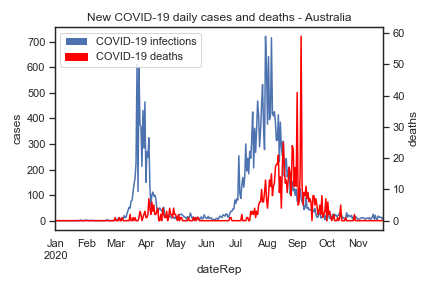 New COVID-19 daily cases and deaths - Australia
COVID-19 infections
COVID-19 deaths
700
600
500
400
300
200
100
0
cases
60
50
40
30
20
10
0
deaths
Jan Feb Mar Apr May Jun Jul Aug Sep Oct Nov
2020
dateRep